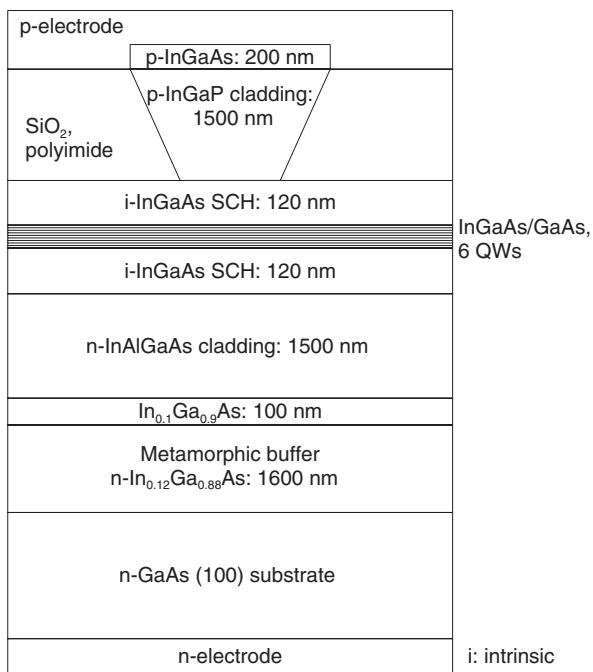 p-electrode
p-InGaAs: 200 nm
p-InGaP cladding:
1500 nm
SiO₂,
polyimide
i-InGaAs SCH: 120 nm
InGaAs/GaAs,
6 QWs
i-InGaAs SCH: 120 nm
n-InAlGaAs cladding: 1500 nm
In₀.₁Ga₀.₉As: 100 nm
Metamorphic buffer
n-In₀.₁₂Ga₀.₈₈As: 1600 nm
n-GaAs (100) substrate
n-electrode
i: intrinsic